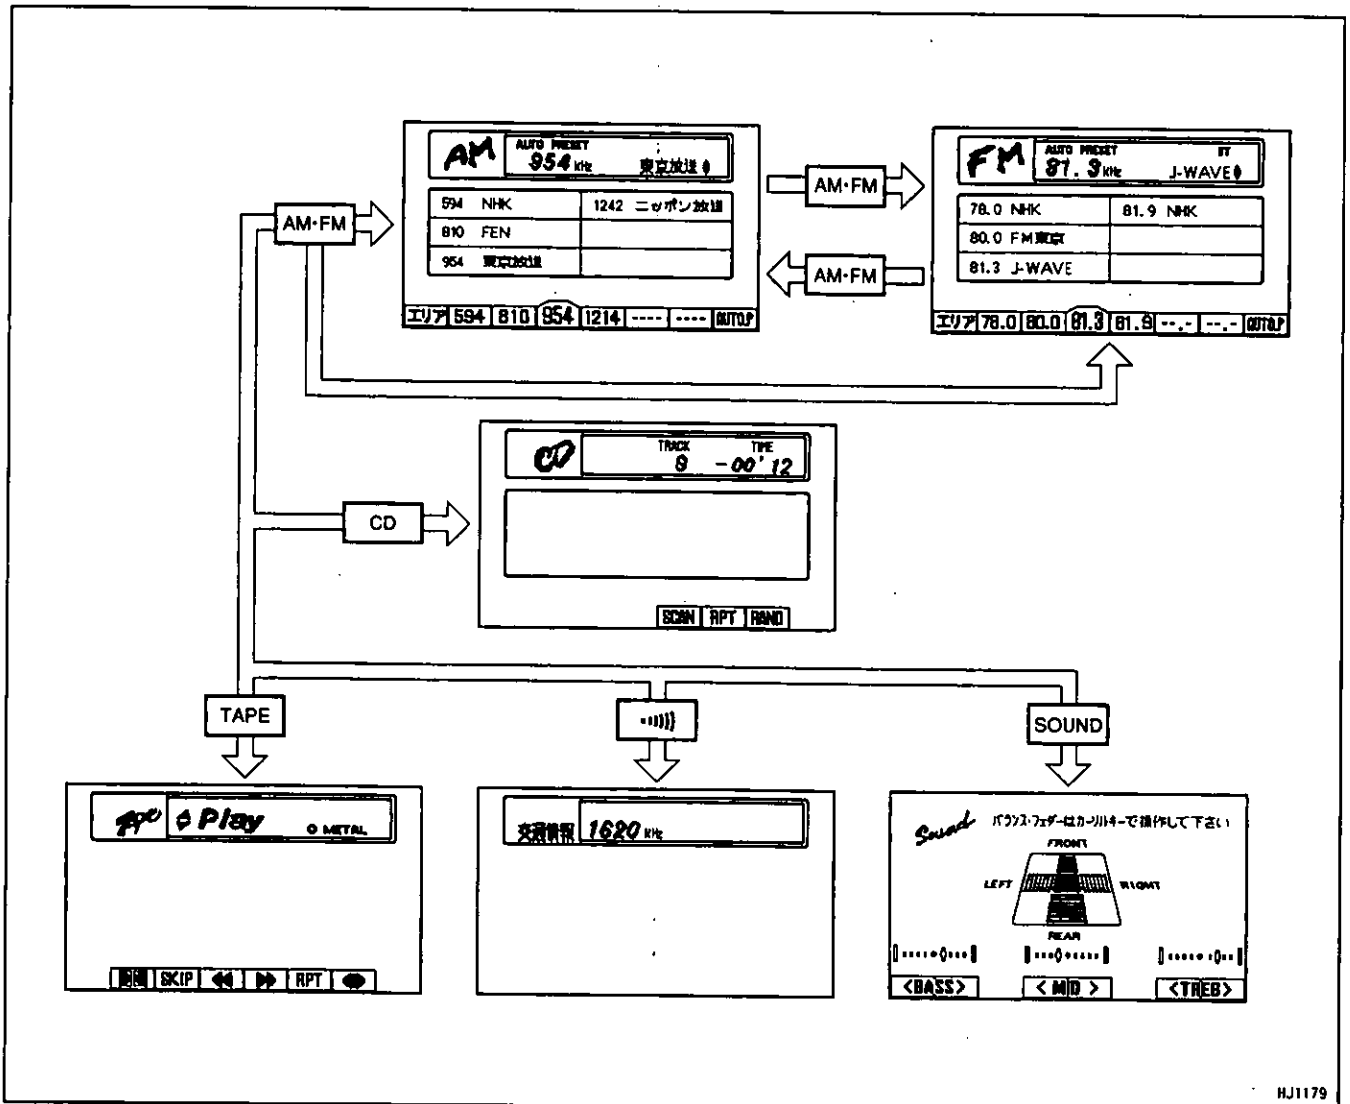 AM
AUTO PRESET
954 kHz 東京放送
594 NHK 1242 ニッポン放送
810 FEN
954 東京放送
エリア 594 810 954 1214 ---- ---- AUTO.P
AM・FM
AM・FM
AM・FM
FM
AUTO PRESET ST
81.3 kHz J-WAVE
78.0 NHK 81.9 NHK
80.0 FM東京
81.3 J-WAVE
エリア 78.0 80.0 81.3 81.9 --.- --.- AUTO.P
CD
CD
TRACK TIME
8 -00'12
SCAN RPT RAND
TAPE
SOUND
Tape
Play METAL
SKIP RPT
交通情報 1620 kHz
Sound
バランス・フェダーはカーソルキーで操作して下さい
FRONT
LEFT RIGHT
REAR
<BASS> <MID> <TREB>
HJ1179